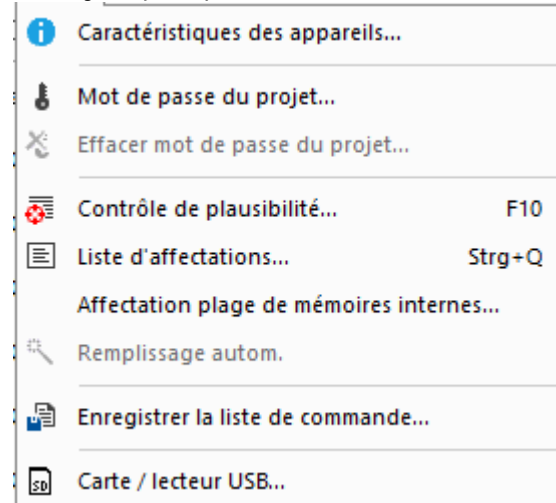 Caractéristiques des appareils...
Mot de passe du projet...
Effacer mot de passe du projet...
Contrôle de plausibilité... F10
Liste d'affectations... Strg+Q
Affectation plage de mémoires internes...
Remplissage autom.
Enregistrer la liste de commande...
SD Carte / lecteur USB...